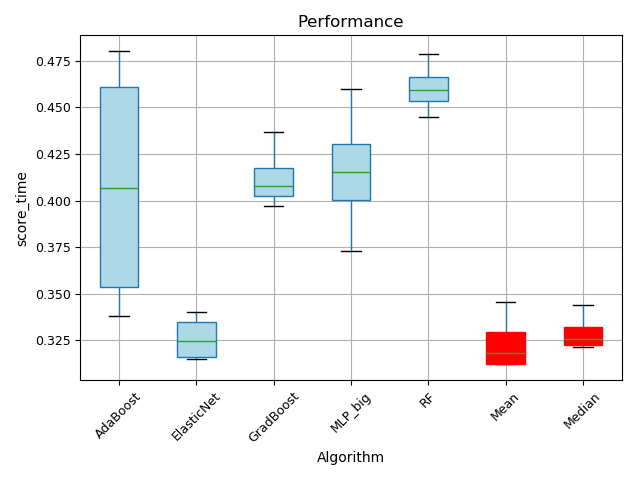 Performance
score_time
0.475
0.450
0.425
0.400
0.375
0.350
0.325
AdaBoost
ElasticNet
GradBoost
MLP_big
RF
Mean
Median
Algorithm